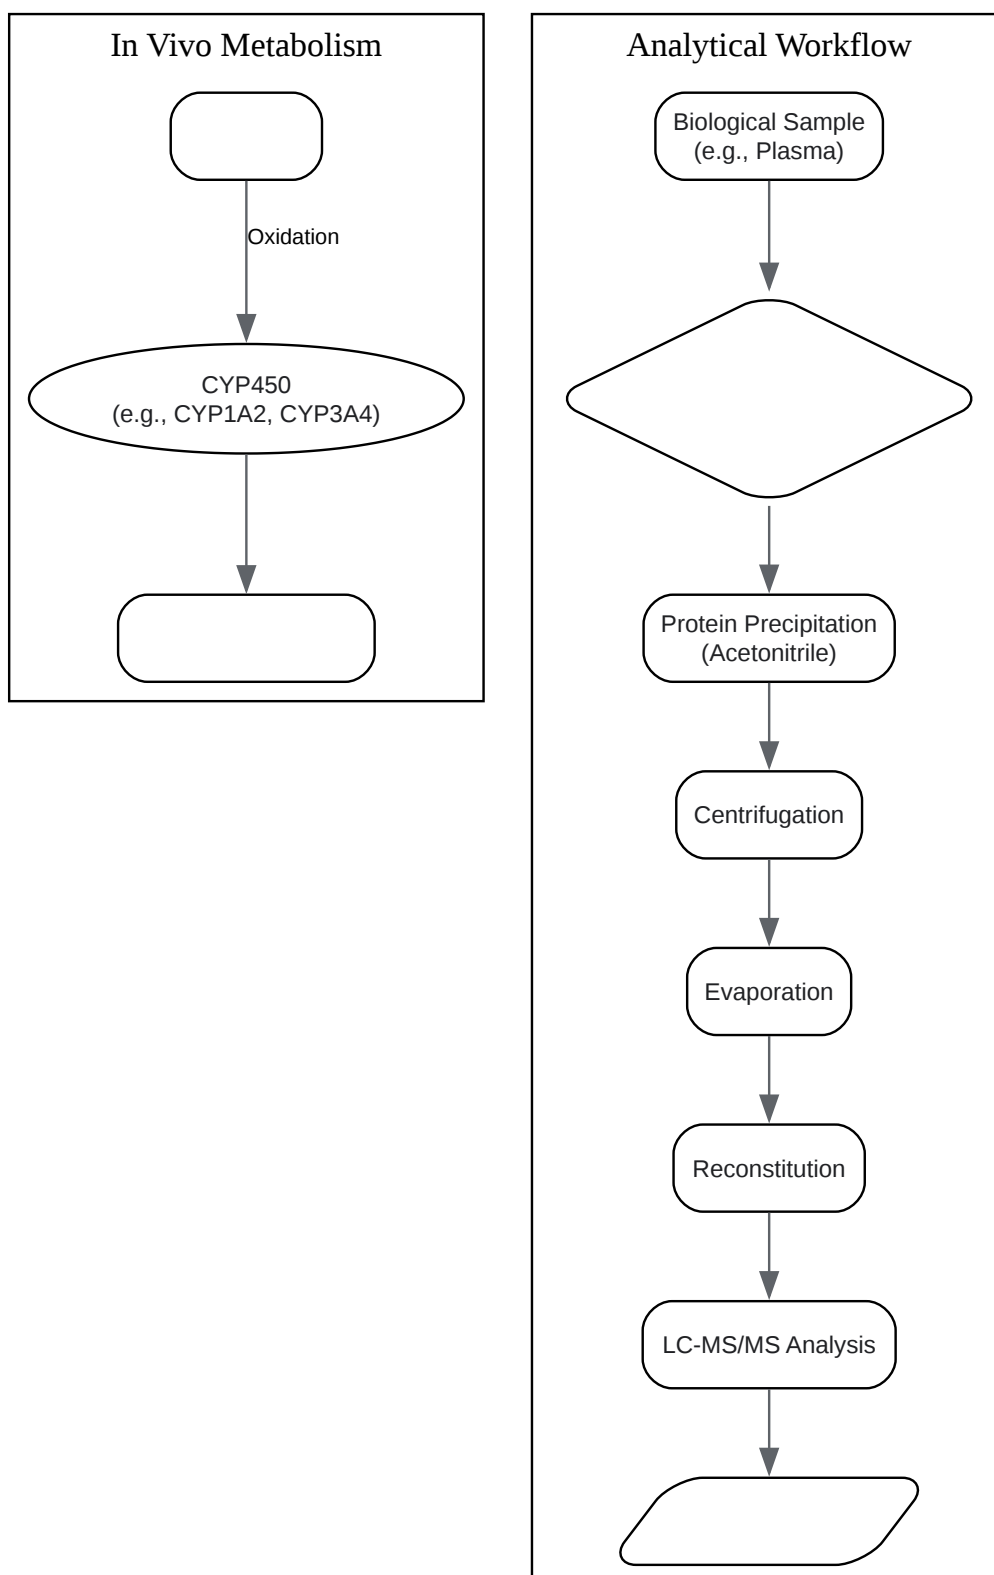 In Vivo Metabolism
Oxidation
CYP450
(e.g., CYP1A2, CYP3A4)
Analytical Workflow
Biological Sample
(e.g., Plasma)
Protein Precipitation
(Acetonitrile)
Centrifugation
Evaporation
Reconstitution
LC-MS/MS Analysis